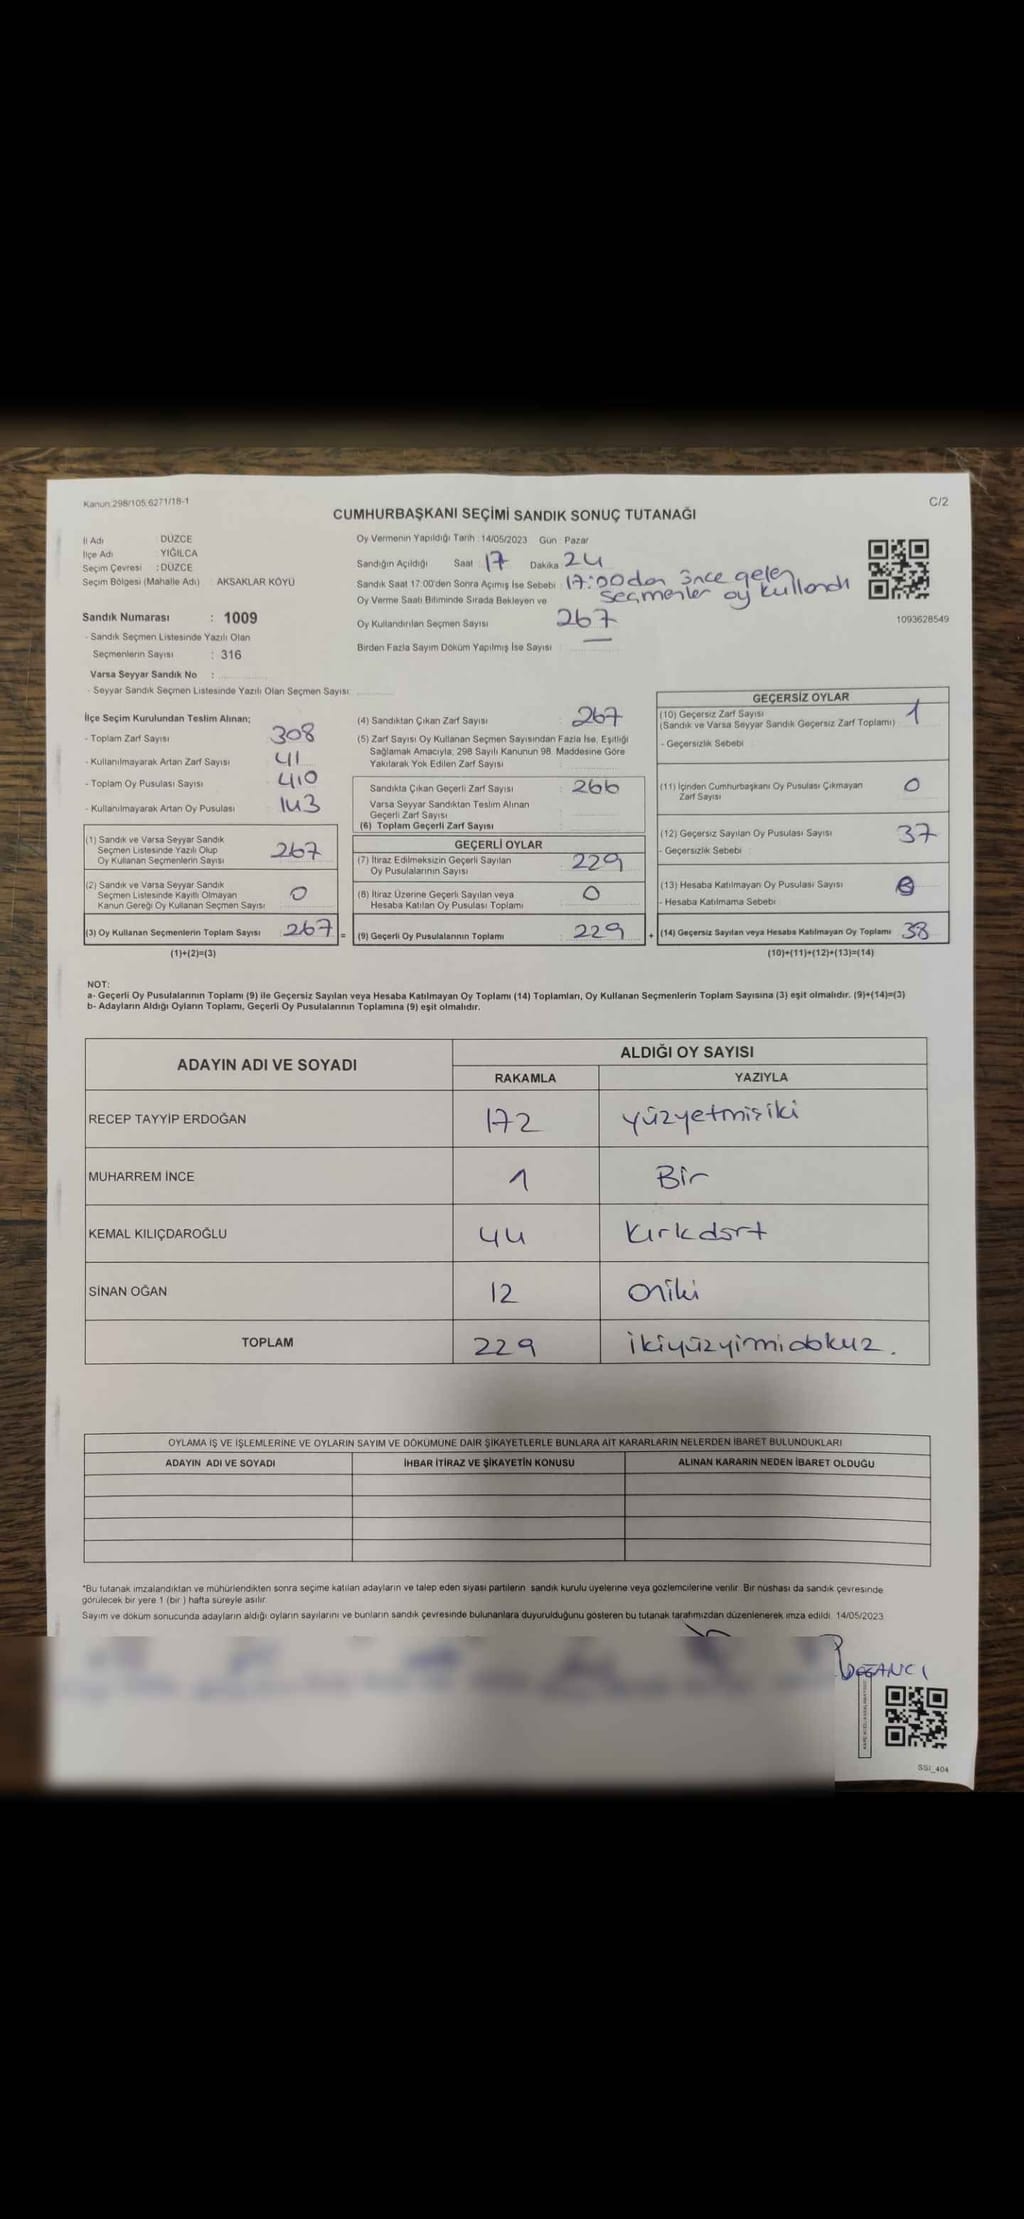 Kanun:298/105;6271/18-1
C/2
CUMHURBAŞKANI SEÇİMİ SANDIK SONUÇ TUTANAĞI
İl Adı : DÜZCE
İlçe Adı : YIĞILCA
Seçim Çevresi : DÜZCE
Seçim Bölgesi (Mahalle Adı) : AKSAKLAR KÖYÜ
Sandık Numarası : 1009
- Sandık Seçmen Listesinde Yazılı Olan
Seçmenlerin Sayısı : 316
Varsa Seyyar Sandık No :
- Seyyar Sandık Seçmen Listesinde Yazılı Olan Seçmen Sayısı:
Oy Vermenin Yapıldığı Tarih :14/05/2023 Gün : Pazar
Sandığın Açıldığı Saat : 17 Dakika : 24
Sandık Saat 17:00'den Sonra Açımış İse Sebebi : 17:00dan önce gelen
seçmenler oy kullandı
Oy Verme Saati Bitiminde Sırada Bekleyen ve
Oy Kullandırılan Seçmen Sayısı 267
Birden Fazla Sayım Döküm Yapılmış İse Sayısı :
1093628549
İlçe Seçim Kurulundan Teslim Alınan;
- Toplam Zarf Sayısı : 308
- Kullanılmayarak Artan Zarf Sayısı : 41
- Toplam Oy Pusulası Sayısı : 410
- Kullanılmayarak Artan Oy Pusulası : 143
(1) Sandık ve Varsa Seyyar Sandık
Seçmen Listesinde Yazılı Olup
Oy Kulanan Seçmenlerin Sayısı : 267
(2) Sandık ve Varsa Seyyar Sandık
Seçmen Listesinde Kayıtlı Olmayan
Kanun Gereği Oy Kullanan Seçmen Sayısı : 0
(3) Oy Kullanan Seçmenlerin Toplam Sayısı : 267 =
(1)+(2)=(3)
(4) Sandıktan Çıkan Zarf Sayısı : 267
(5) Zarf Sayısı Oy Kullanan Seçmen Sayısından Fazla İse, Eşitliği
Sağlamak Amacıyla, 298 Sayılı Kanunun 98. Maddesine Göre
Yakılarak Yok Edilen Zarf Sayısı :
Sandıkta Çıkan Geçerli Zarf Sayısı : 266
Varsa Seyyar Sandıktan Teslim Alınan
Geçerli Zarf Sayısı :
(6) Toplam Geçerli Zarf Sayısı :
GEÇERLİ OYLAR
(7) İtiraz Edilmeksizin Geçerli Sayılan
Oy Pusulalarının Sayısı : 229
(8) İtiraz Üzerine Geçerli Sayılan veya
Hesaba Katılan Oy Pusulası Toplamı : 0
(9) Geçerli Oy Pusulalarının Toplamı : 229 +
GEÇERSİZ OYLAR
(10) Geçersiz Zarf Sayısı : 1
(Sandık ve Varsa Seyyar Sandık Geçersiz Zarf Toplamı)
- Geçersizlik Sebebi :
(11) İçinden Cumhurbaşkanı Oy Pusulası Çıkmayan
Zarf Sayısı : 0
(12) Geçersiz Sayılan Oy Pusulası Sayısı : 37
- Geçersizlik Sebebi :
(13) Hesaba Katılmayan Oy Pusulası Sayısı :
- Hesaba Katılmama Sebebi :
(14) Geçersiz Sayılan veya Hesaba Katılmayan Oy Toplamı : 38
(10)+(11)+(12)+(13)=(14)
NOT:
a- Geçerli Oy Pusulalarının Toplamı (9) ile Geçersiz Sayılan veya Hesaba Katılmayan Oy Toplamı (14) Toplamları, Oy Kullanan Seçmenlerin Toplam Sayısına (3) eşit olmalıdır. (9)+(14)=(3)
b- Adayların Aldığı Oyların Toplamı, Geçerli Oy Pusulalarının Toplamına (9) eşit olmalıdır.
ADAYIN ADI VE SOYADI ALDIĞI OY SAYISI
RAKAMLA YAZIYLA
RECEP TAYYİP ERDOĞAN 172 yüzyetmişiki
MUHARREM İNCE 1 Bir
KEMAL KILIÇDAROĞLU 44 Kırkdört
SİNAN OĞAN 12 Oniki
TOPLAM 229 ikiyüzyimidokuz.
OYLAMA İŞ VE İŞLEMLERİNE VE OYLARIN SAYIM VE DÖKÜMÜNE DAİR ŞİKAYETLERLE BUNLARA AİT KARARLARIN NELERDEN İBARET BULUNDUKLARI
ADAYIN ADI VE SOYADI İHBAR İTİRAZ VE ŞİKAYETİN KONUSU ALINAN KARARIN NEDEN İBARET OLDUĞU
*Bu tutanak imzalandıktan ve mühürlendikten sonra seçime katılan adayların ve talep eden siyasi partilerin sandık kurulu üyelerine veya gözlemcilerine verilir. Bir nüshası da sandık çevresinde
görülecek bir yere 1 (bir ) hafta süreyle asılır.
Sayım ve döküm sonucunda adayların aldığı oyların sayılarını ve bunların sandık çevresinde bulunanlara duyurulduğunu gösteren bu tutanak tarafımızdan düzenlenerek imza edildi. 14/05/2023
DOĞANCI
SSI_404